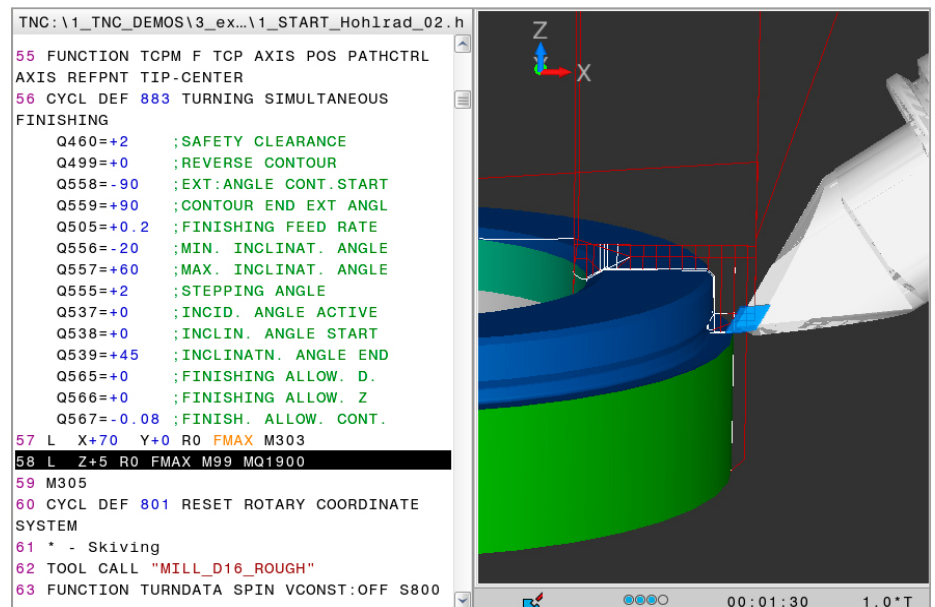 TNC:\1_TNC_DEMOS\3_ex…\1_START_Hohlrad_02.h
55 FUNCTION TCPM F TCP AXIS POS PATHCTRL
AXIS REFPNT TIP-CENTER
56 CYCL DEF 883 TURNING SIMULTANEOUS
FINISHING
Q460=+2 ;SAFETY CLEARANCE
Q499=+0 ;REVERSE CONTOUR
Q558=-90 ;EXT:ANGLE CONT.START
Q559=+90 ;CONTOUR END EXT ANGL
Q505=+0.2 ;FINISHING FEED RATE
Q556=-20 ;MIN. INCLINAT. ANGLE
Q557=+60 ;MAX. INCLINAT. ANGLE
Q555=+2 ;STEPPING ANGLE
Q537=+0 ;INCID. ANGLE ACTIVE
Q538=+0 ;INCLIN. ANGLE START
Q539=+45 ;INCLINATN. ANGLE END
Q565=+0 ;FINISHING ALLOW. D.
Q566=+0 ;FINISHING ALLOW. Z
Q567=-0.08 ;FINISH. ALLOW. CONT.
57 L X+70 Y+0 R0 FMAX M303
58 L Z+5 R0 FMAX M99 MQ1900
59 M305
60 CYCL DEF 801 RESET ROTARY COORDINATE
SYSTEM
61 * - Skiving
62 TOOL CALL "MILL_D16_ROUGH"
63 FUNCTION TURNDATA SPIN VCONST:OFF S800
Z
X
00:01:30 1.0*T